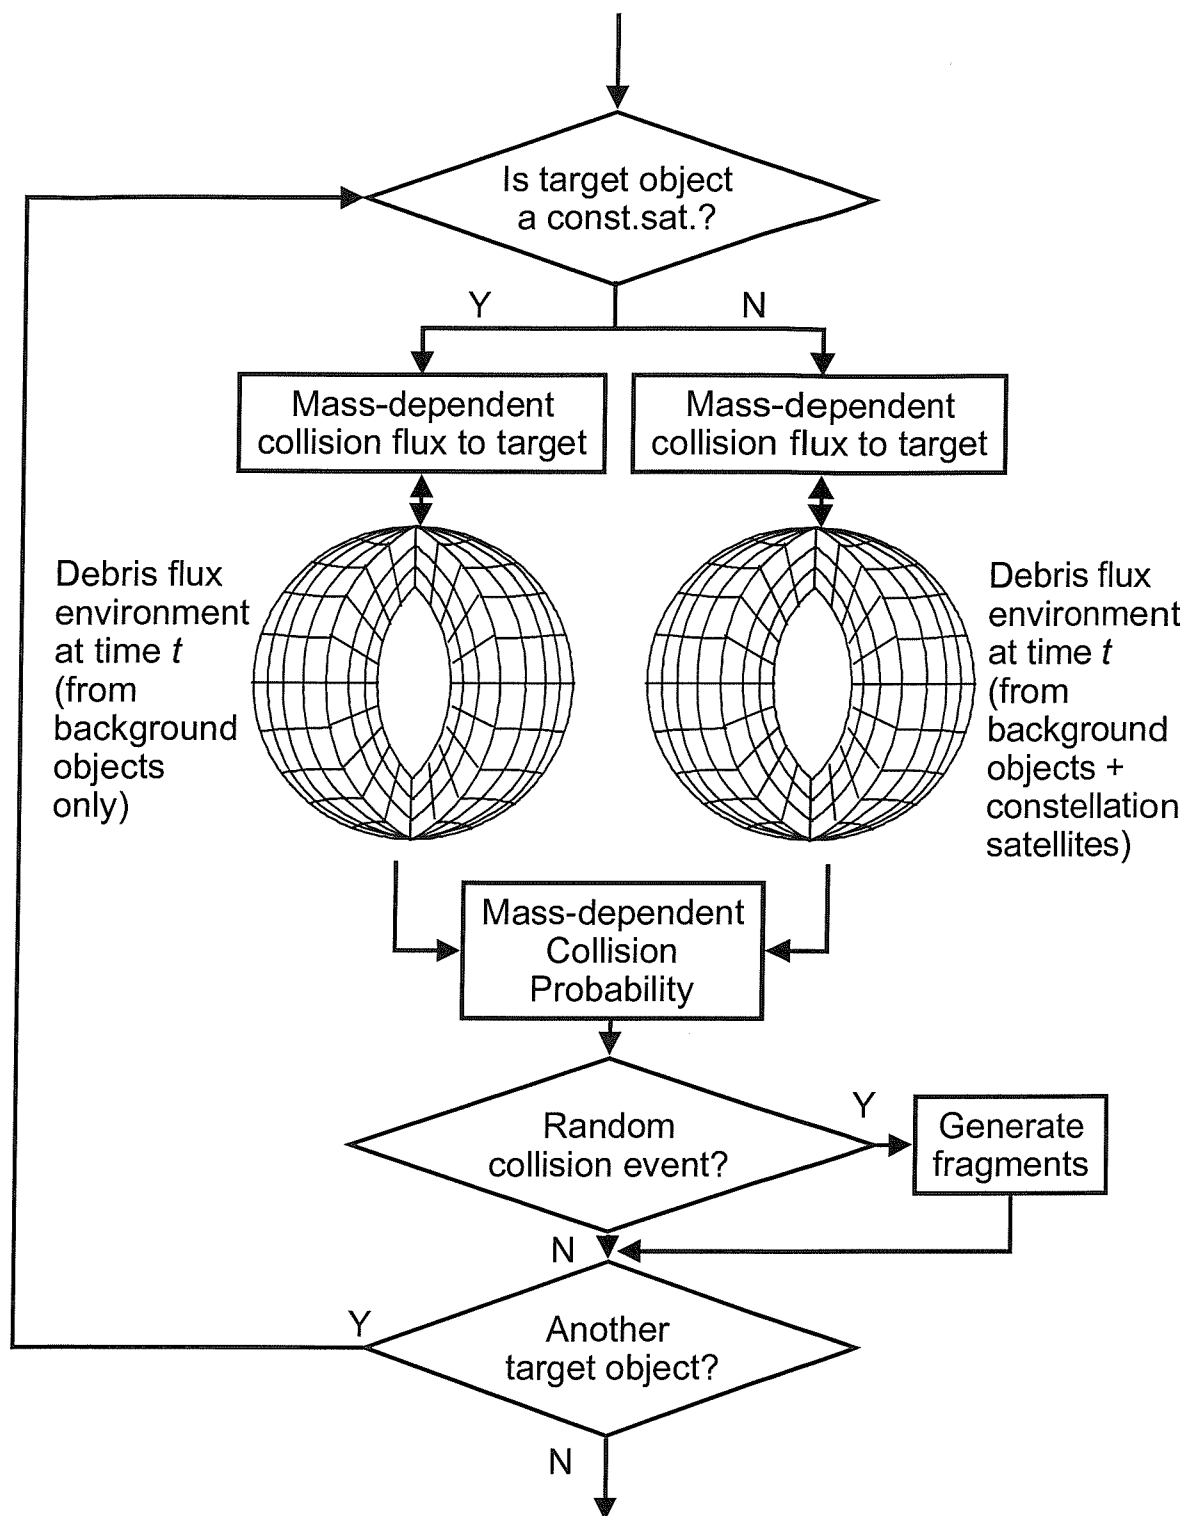 Is target object
a const.sat.?
Y
N
Mass-dependent
collision flux to target
Mass-dependent
collision flux to target
Debris flux
environment
at time t
(from
background
objects
only)
Debris flux
environment
at time t
(from
background
objects +
constellation
satellites)
Mass-dependent
Collision
Probability
Random
collision event?
Y
Generate
fragments
N
Y
Another
target object?
N